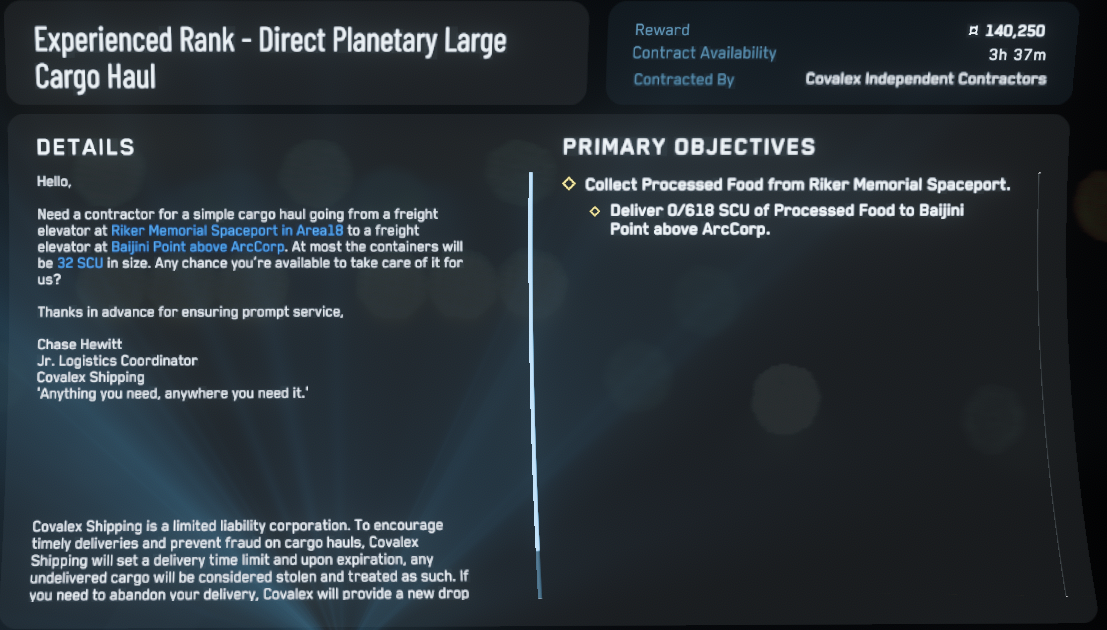 Experienced Rank - Direct Planetary Large
Cargo Haul
Reward ¤ 140,250
Contract Availability 3h 37m
Contracted By Covalex Independent Contractors
DETAILS
Hello,
Need a contractor for a simple cargo haul going from a freight
elevator at Riker Memorial Spaceport in Area18 to a freight
elevator at Baijini Point above ArcCorp. At most the containers will
be 32 SCU in size. Any chance you're available to take care of it for
us?
Thanks in advance for ensuring prompt service,
Chase Hewitt
Jr. Logistics Coordinator
Covalex Shipping
'Anything you need, anywhere you need it.'
Covalex Shipping is a limited liability corporation. To encourage
timely deliveries and prevent fraud on cargo hauls, Covalex
Shipping will set a delivery time limit and upon expiration, any
undelivered cargo will be considered stolen and treated as such. If
you need to abandon your delivery, Covalex will provide a new drop
PRIMARY OBJECTIVES
Collect Processed Food from Riker Memorial Spaceport.
Deliver 0/618 SCU of Processed Food to Baijini
Point above ArcCorp.